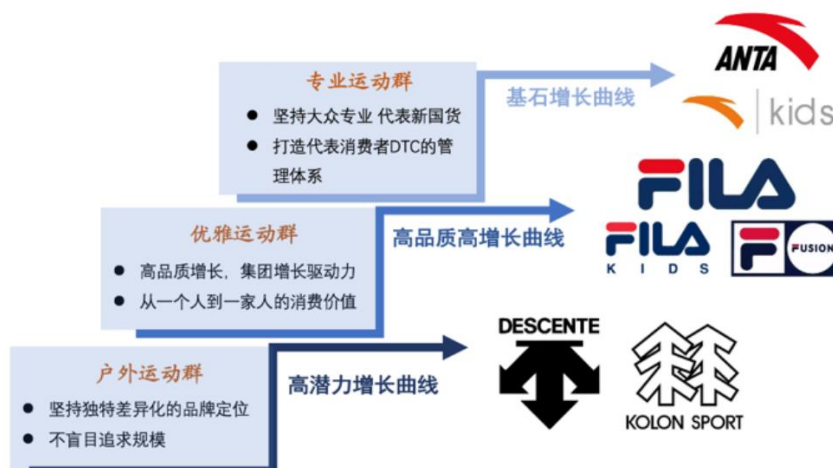 专业运动群
● 坚持大众专业 代表新国货
● 打造代表消费者DTC的管
理体系
基石增长曲线
ANTA
kids
优雅运动群
● 高品质增长，集团增长驱动力
● 从一个人到一家人的消费价值
高品质高增长曲线
FILA
FILA
KIDS
F FUSION
户外运动群
● 坚持独特差异化的品牌定位
● 不盲目追求规模
高潜力增长曲线
DESCENTE
KOLON SPORT